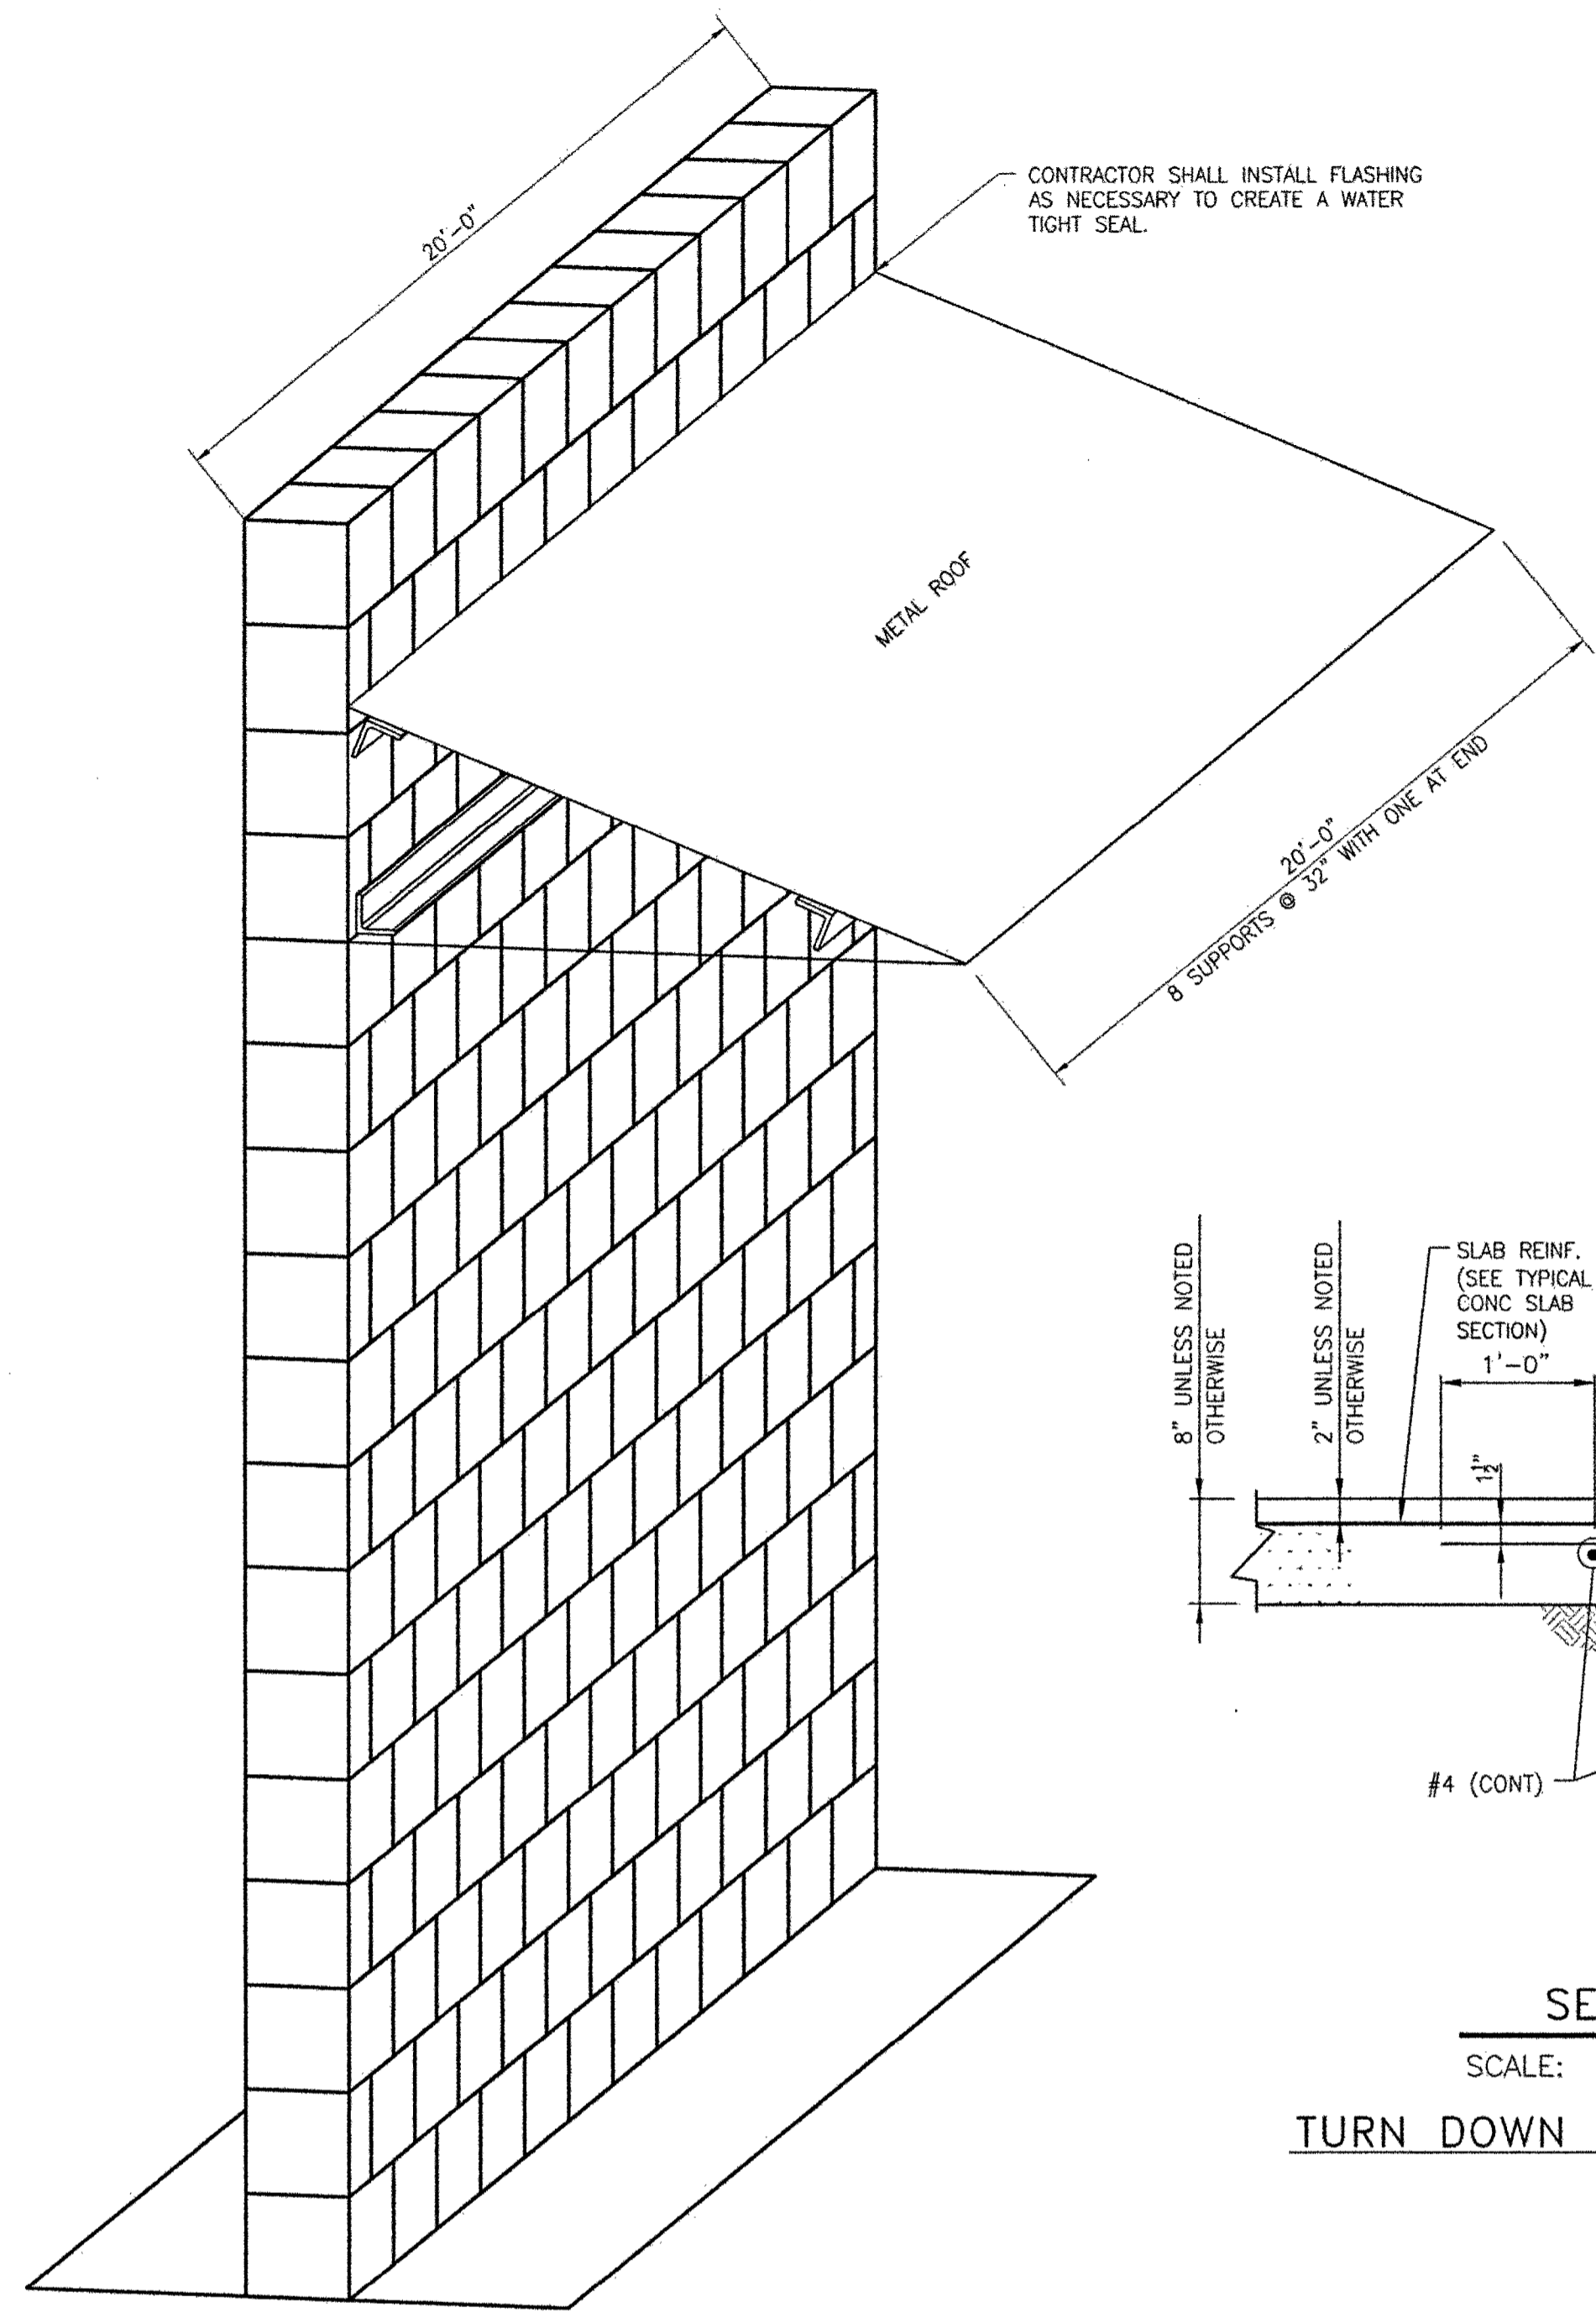 20'-0"
CONTRACTOR SHALL INSTALL FLASHING
AS NECESSARY TO CREATE A WATER
TIGHT SEAL.
METAL ROOF
20'-0"
8 SUPPORTS @ 32" WITH ONE AT END
8" UNLESS NOTED
OTHERWISE
2" UNLESS NOTED
OTHERWISE
SLAB REINF.
(SEE TYPICAL
CONC SLAB
SECTION)
1'-0"
1½"
#4 (CONT)
SE
SCALE:
TURN DOWN